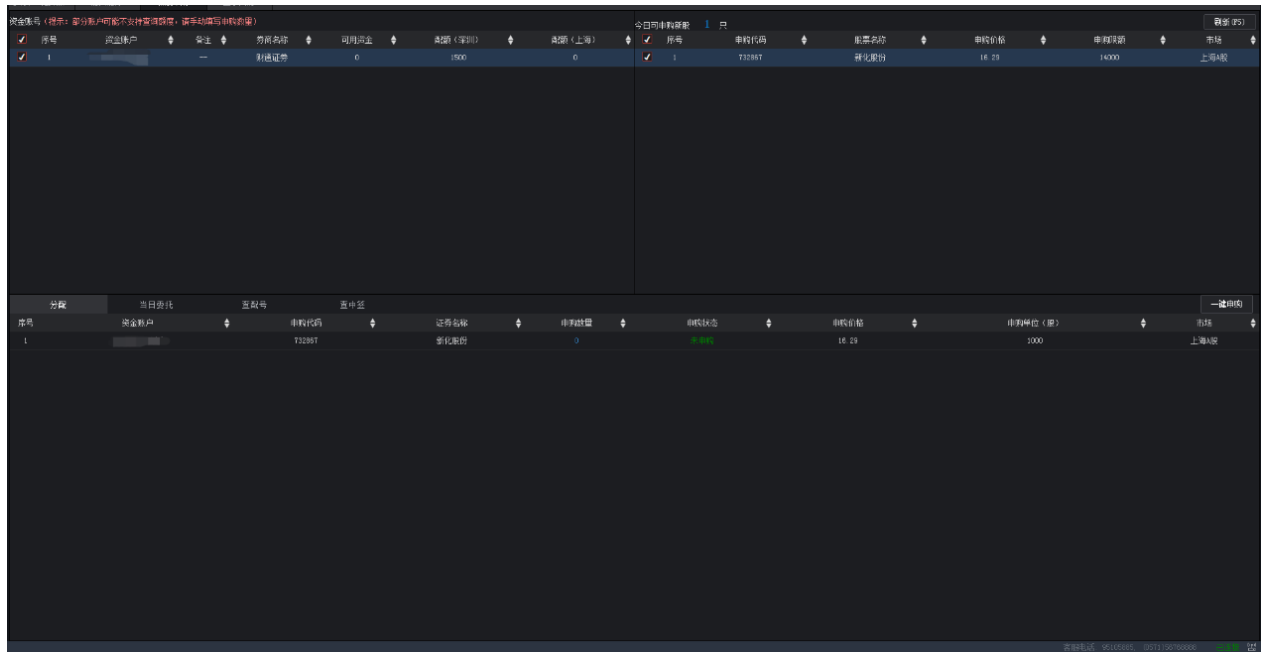 资金账号（提示：部分账户可能不支持查询额度，请手动填写申购数量）
今日可申购新股 1 只 刷新(F5)
序号 资金账户 备注 券商名称 可用资金 配额（深圳） 配额（上海）
序号 申购代码 股票名称 申购价格 申购限额 市场
1 — 财通证券 0 1500 0
1 732867 新化股份 16.29 14000 上海A股
分配 当日委托 查配号 查中签 一键申购
序号 资金账户 申购代码 证券名称 申购数量 申购状态 申购价格 申购单位（股） 市场
1 732867 新化股份 0 未申购 16.29 1000 上海A股